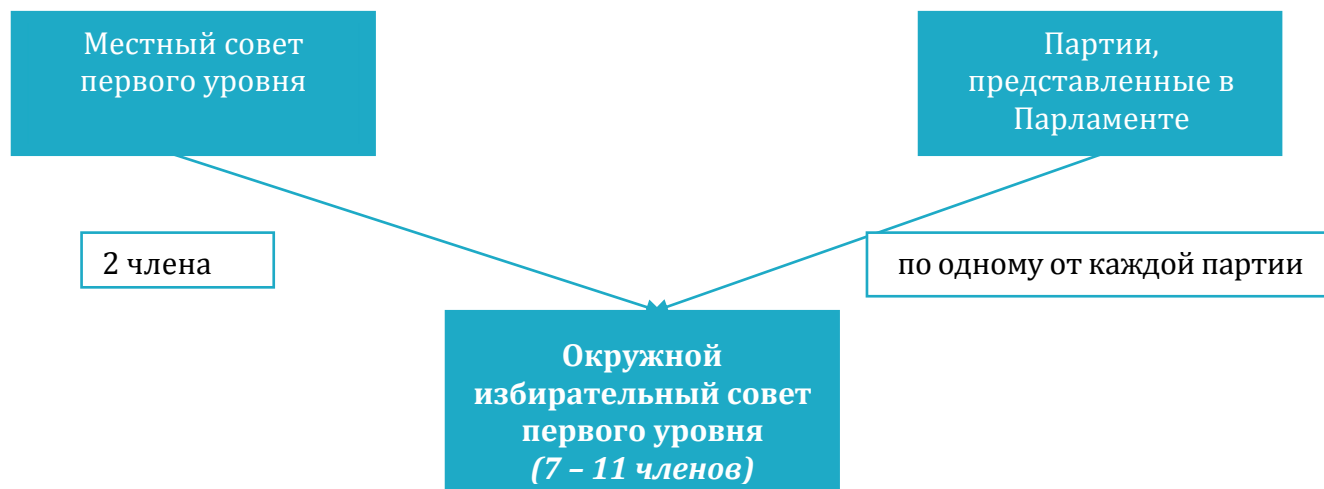 Местный совет
первого уровня
Партии,
представленные в
Парламенте
2 члена
по одному от каждой партии
Окружной
избирательный совет
первого уровня
(7 – 11 членов)